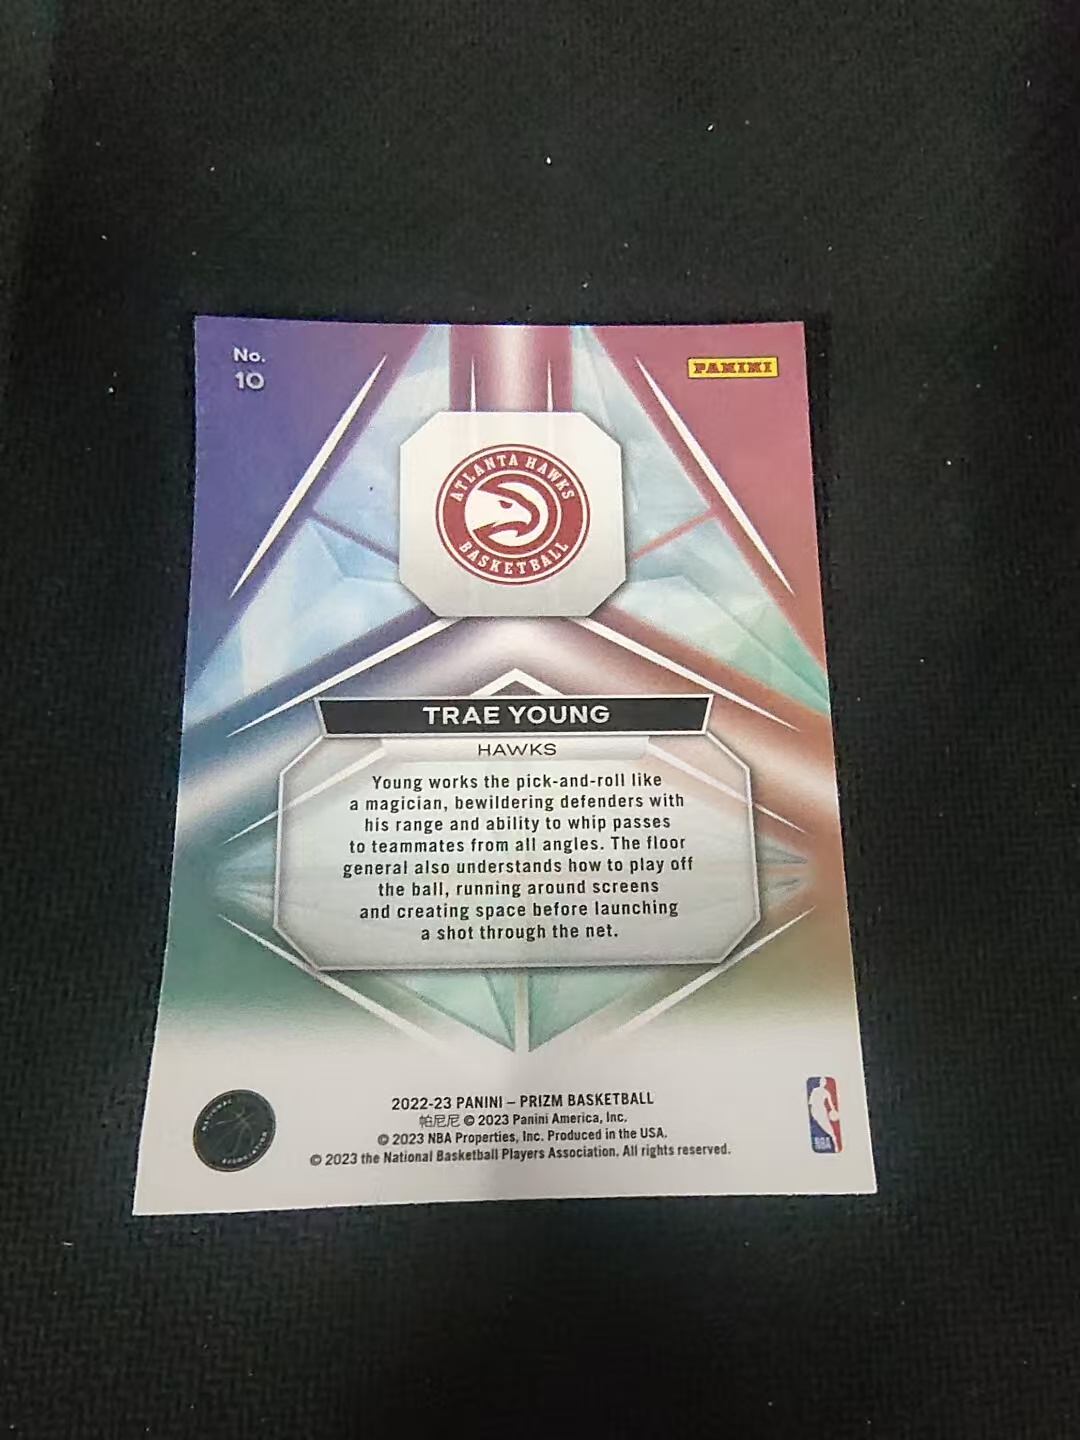 No.
10
PANINI
ATLANTA HAWKS
BASKETBALL
TRAE YOUNG
HAWKS
Young works the pick-and-roll like
a magician, bewildering defenders with
his range and ability to whip passes
to teammates from all angles. The floor
general also understands how to play off
the ball, running around screens
and creating space before launching
a shot through the net.
2022-23 PANINI – PRIZM BASKETBALL
帕尼尼 © 2023 Panini America, Inc.
© 2023 NBA Properties, Inc. Produced in the USA.
© 2023 the National Basketball Players Association. All rights reserved.
NBA